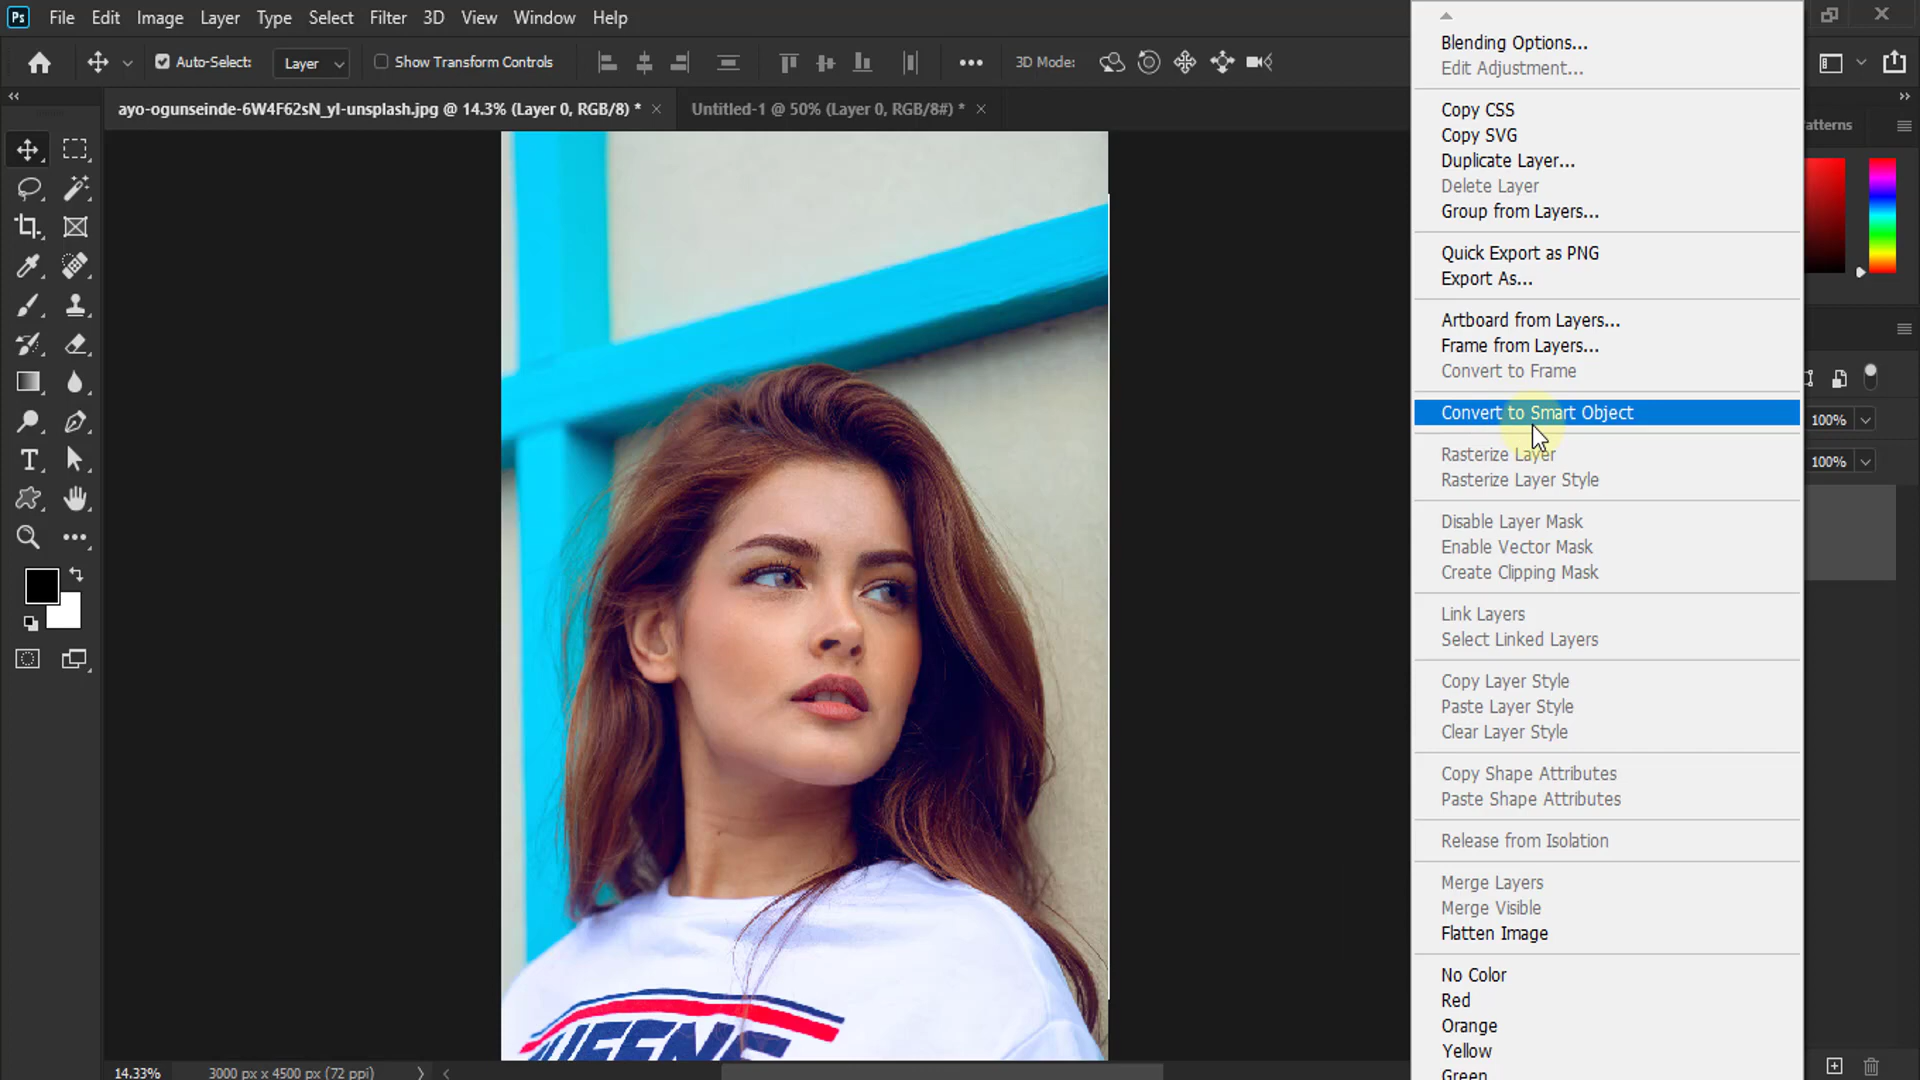 Ps File Edit Image Layer Type Select Filter 3D View Window Help
Auto-Select: Layer Show Transform Controls 3D Mode:
ayo-ogunseinde-6W4F62sN_yI-unsplash.jpg @ 14.3% (Layer 0, RGB/8) * Untitled-1 @ 50% (Layer 0, RGB/8#) *
atterns
Blending Options...
Edit Adjustment...
Copy CSS
Copy SVG
Duplicate Layer...
Delete Layer
Group from Layers...
Quick Export as PNG
Export As...
Artboard from Layers...
Frame from Layers...
Convert to Frame
Convert to Smart Object
100%
Rasterize Layer
100%
Rasterize Layer Style
Disable Layer Mask
Enable Vector Mask
Create Clipping Mask
Link Layers
Select Linked Layers
Copy Layer Style
Paste Layer Style
Clear Layer Style
Copy Shape Attributes
Paste Shape Attributes
Release from Isolation
Merge Layers
Merge Visible
Flatten Image
No Color
Red
Orange
Yellow
Green
QUEENS
14.33% 3000 px x 4500 px (72 ppi)